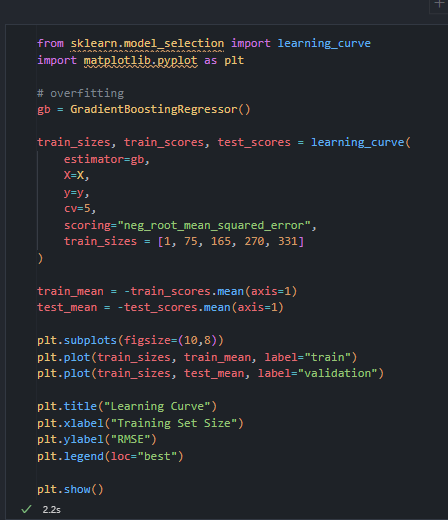 from sklearn.model_selection import learning_curve
import matplotlib.pyplot as plt
# overfitting
gb = GradientBoostingRegressor()
train_sizes, train_scores, test_scores = learning_curve(
    estimator=gb,
    X=X,
    y=y,
    cv=5,
    scoring="neg_root_mean_squared_error",
    train_sizes = [1, 75, 165, 270, 331]
)
train_mean = -train_scores.mean(axis=1)
test_mean = -test_scores.mean(axis=1)
plt.subplots(figsize=(10,8))
plt.plot(train_sizes, train_mean, label="train")
plt.plot(train_sizes, test_mean, label="validation")
plt.title("Learning Curve")
plt.xlabel("Training Set Size")
plt.ylabel("RMSE")
plt.legend(loc="best")
plt.show()
2.2s